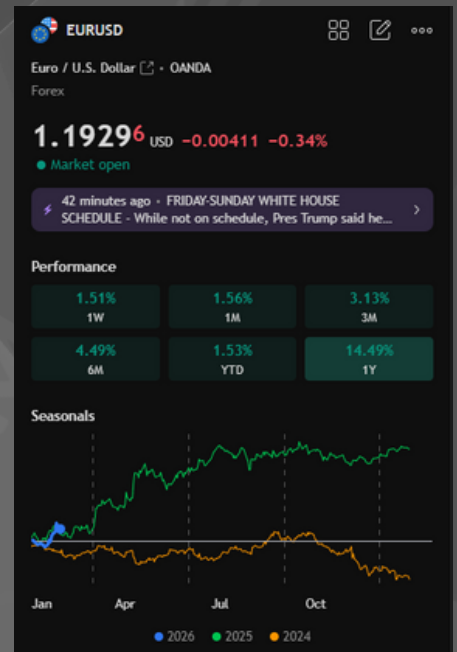 EURUSD
Euro / U.S. Dollar • OANDA
Forex
1.19296 USD −0.00411 −0.34%
Market open
42 minutes ago • FRIDAY-SUNDAY WHITE HOUSE
SCHEDULE - While not on schedule, Pres Trump said he...
Performance
1.51% 1.56% 3.13%
1W 1M 3M
4.49% 1.53% 14.49%
6M YTD 1Y
Seasonals
Jan Apr Jul Oct
2026 2025 2024